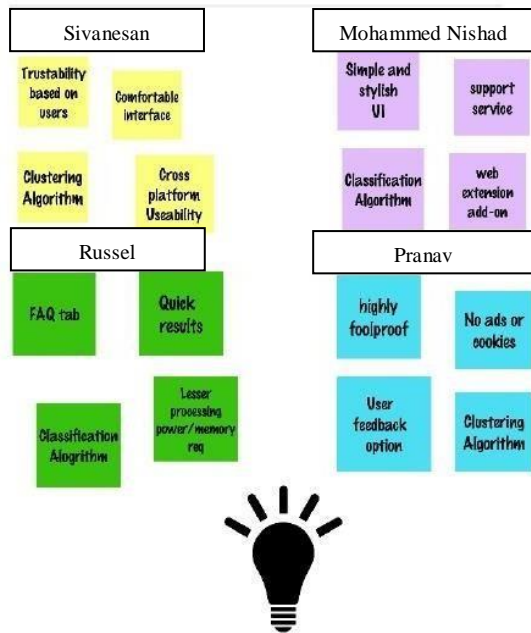 Sivanesan
Trustability
based on
users
Comfortable
interface
Clustering
Algorithm
Cross
platform
Useability
Mohammed Nishad
Simple and
stylish
UI
support
service
Classification
Algorithm
web
extension
add-on
Russel
FAQ tab
Quick
results
Classification
Alogrithm
Lesser
processing
power/memory
req
Pranav
highly
foolproof
No ads or
cookies
User
feedback
option
Clustering
Algorithm